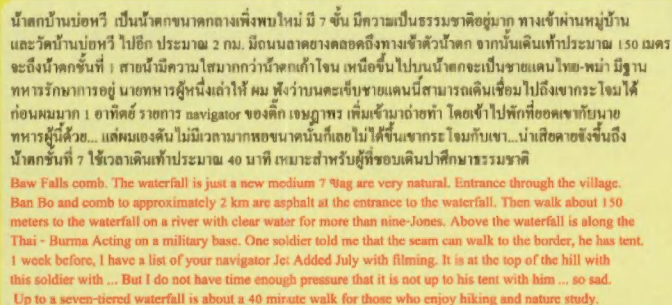 น้ำตกบ้านบ่อหวี เป็นน้ำตกขนาดกลางเพิ่งพบใหม่ มี 7 ชั้น มีความเป็นธรรมชาติอยู่มาก ทางเข้าผ่านหมู่บ้าน
และวัดบ้านบ่อหวี ไปอีก ประมาณ 2 กม. มีถนนลาดยางตลอดถึงทางเข้าตัวน้ำตก จากนั้นเดินเท้าประมาณ 150 เมตร
จะถึงน้ำตกชั้นที่ 1 สายน้ำมีความใสมากกว่าน้ำตกเก้าโจน เหนือขึ้นไปบนน้ำตกจะเป็นชายแดนไทย-พม่า มีฐาน
ทหารรักษาการอยู่ นายทหารผู้หนึ่งเล่าให้ ผม ฟังว่าบนตะเข็บชายแดนนี้สามารถเดินเชื่อมไปถึงเขากระโจมได้
ก่อนผมมาก 1 อาทิตย์ รายการ navigator ของติ๊ก เจษฎาพร เพิ่มเข้ามาถ่ายทำ โดยเข้าไปพักที่ยอดเขากับนาย
ทหารผู้นี้ด้วย... แต่ผมเองดันไม่มีเวลามากพอขณะดนั้นก็เลยไม่ได้ขึ้นเขากระโจมกับเขา...น่าเสียดายจังขึ้นถึง
น้ำตกชั้นที่ 7 ใช้เวลาเดินเท้าประมาณ 40 นาที เหมาะสำหรับผู้ที่ชอบเดินป่าศึกษาธรรมชาติ
Baw Falls comb. The waterfall is just a new medium 7 ชั้นag are very natural. Entrance through the village.
Ban Bo and comb to approximately 2 km are asphalt at the entrance to the waterfall. Then walk about 150
meters to the waterfall on a river with clear water for more than nine-Jones. Above the waterfall is along the
Thai - Burma Acting on a military base. One soldier told me that the seam can walk to the border, he has tent.
1 week before, I have a list of your navigator Jet Added July with filming. It is at the top of the hill with
this soldier with ... But I do not have time enough pressure that it is not up to his tent with him ... so sad.
Up to a seven-tiered waterfall is about a 40 minute walk for those who enjoy hiking and nature study.